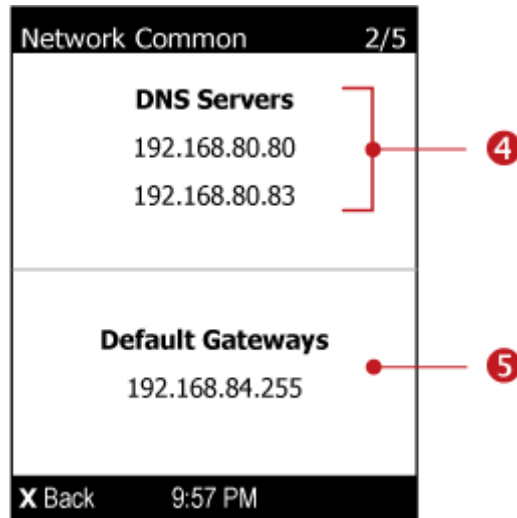 Network Common 2/5
DNS Servers
192.168.80.80
4
192.168.80.83
Default Gateways
5
192.168.84.255
X Back 9:57 PM